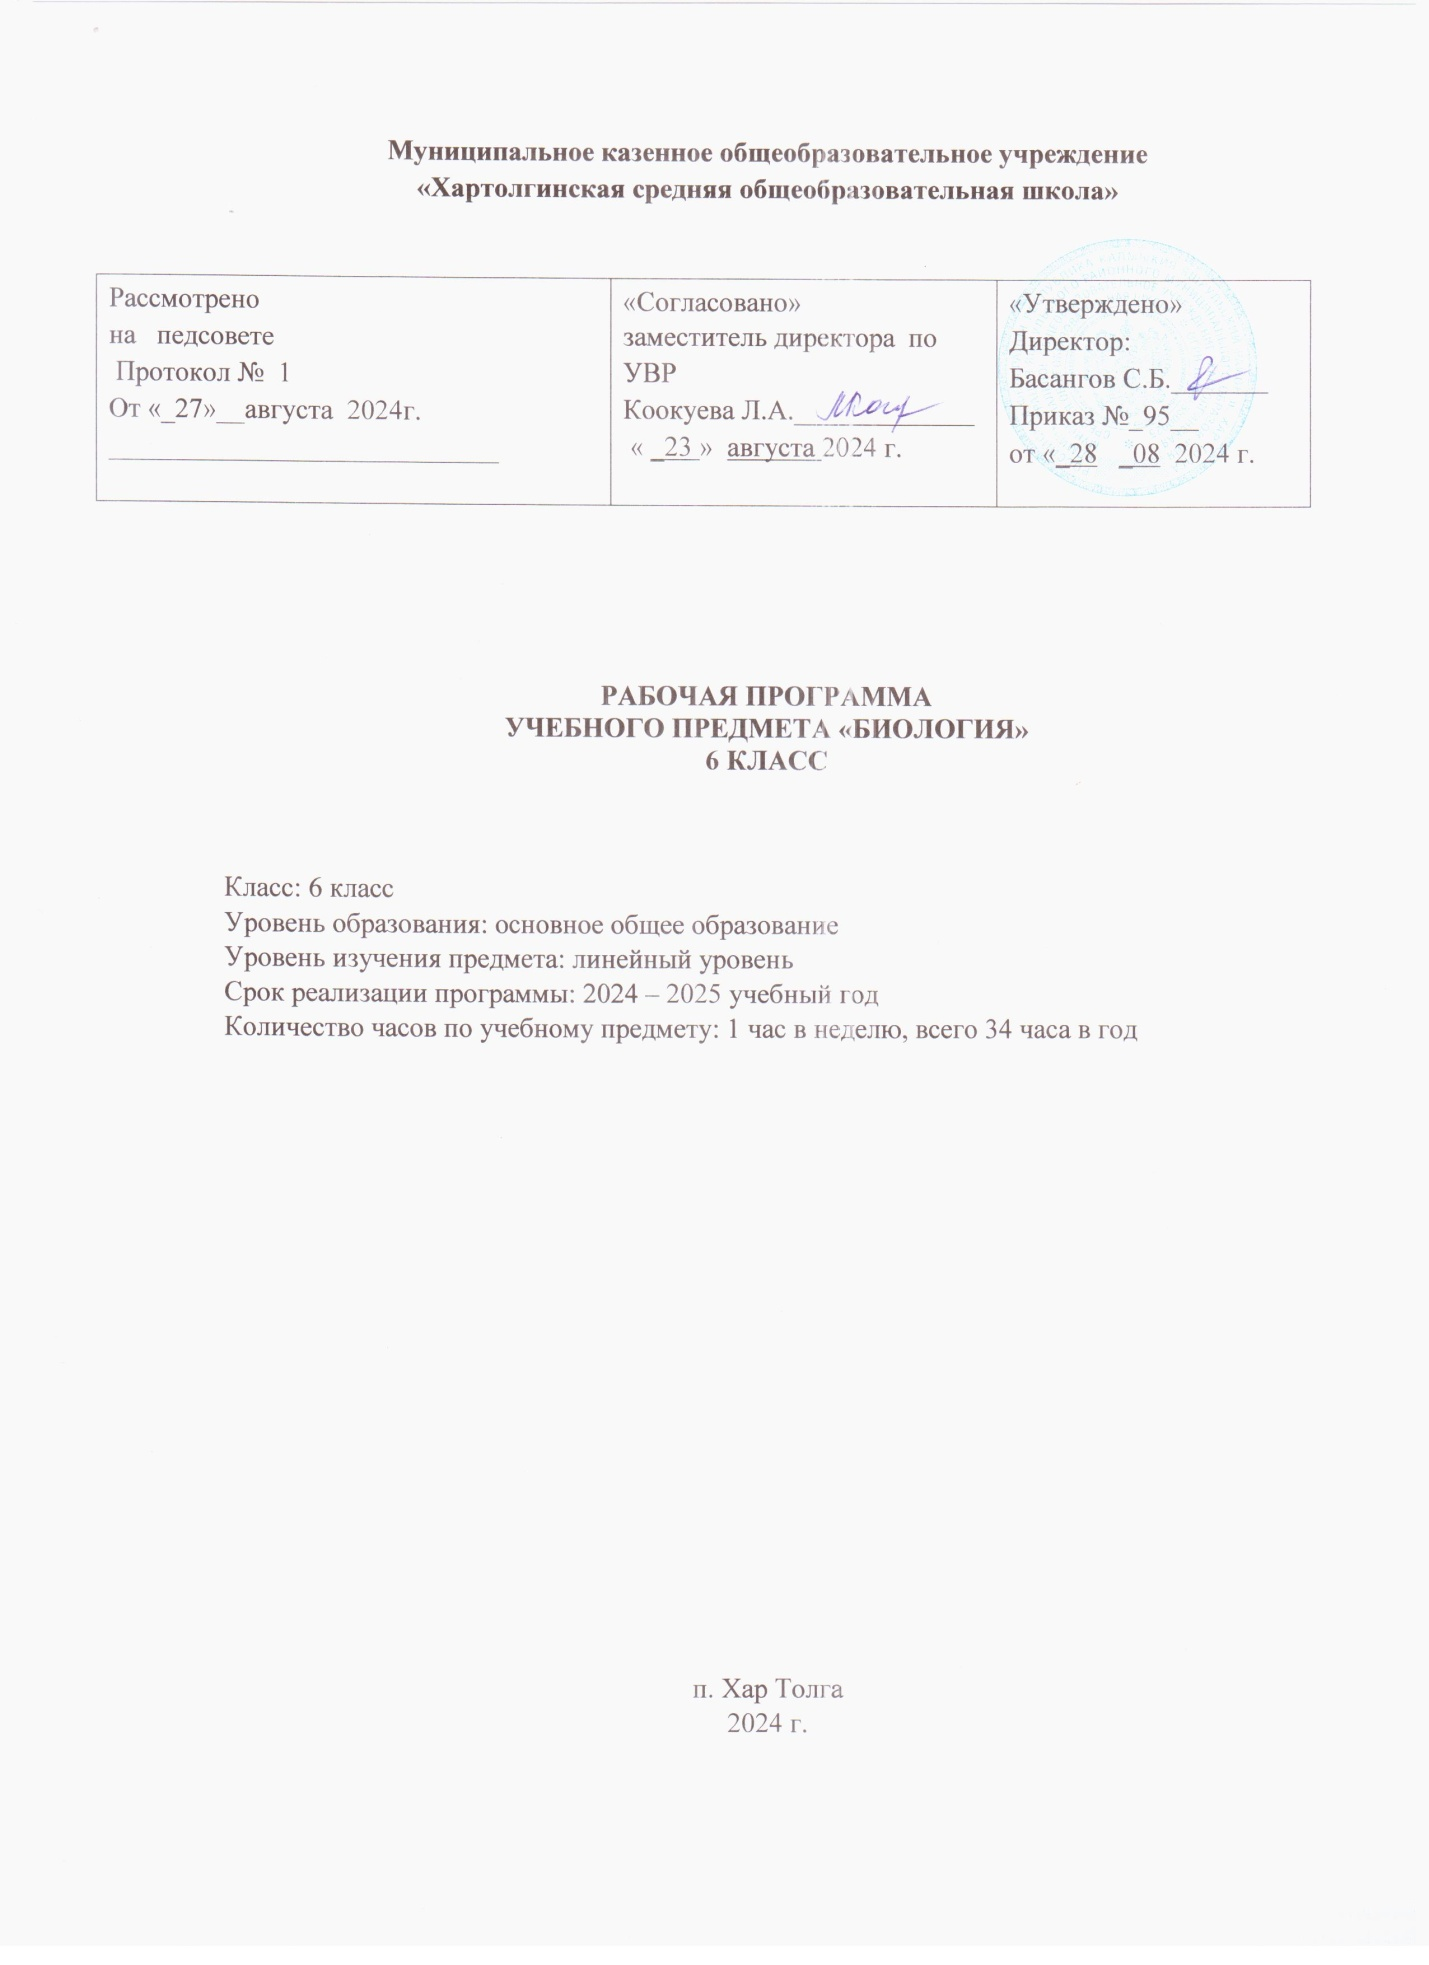 Муниципальное казенное общеобразовательное учреждение
«Хартолгинская средняя общеобразовательная школа»
Рассмотрено
на педсовете
Протокол № 1
От «_27»__августа 2024г.
«Согласовано»
заместитель директора по
УВР
Коокуева Л.А.
« _23_» августа 2024 г.
«Утверждено»
Директор:
Басангов С.Б.
Приказ №_95__
от «_28 _08 2024 г.
РАБОЧАЯ ПРОГРАММА
УЧЕБНОГО ПРЕДМЕТА «БИОЛОГИЯ»
6 КЛАСС
Класс: 6 класс
Уровень образования: основное общее образование
Уровень изучения предмета: линейный уровень
Срок реализации программы: 2024 – 2025 учебный год
Количество часов по учебному предмету: 1 час в неделю, всего 34 часа в год
п. Хар Толга
2024 г.